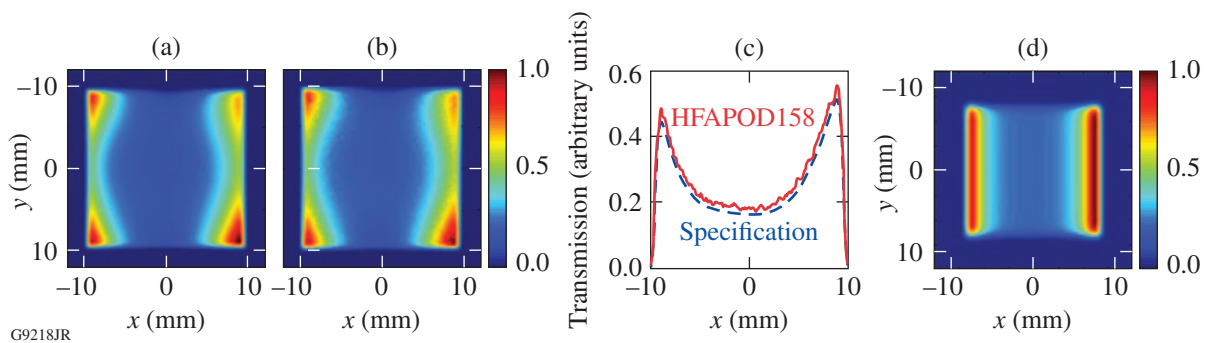 (a)
(b)
(c)
(d)
−10
0
10
y (mm)
−10 0 10
x (mm)
−10 0 10
x (mm)
1.0
0.5
0.0
Transmission (arbitrary units)
0.6
0.4
0.2
0.0
HFAPOD158
Specification
−10 0 10
x (mm)
−10
0
10
y (mm)
−10 0 10
x (mm)
1.0
0.5
0.0
G9218JR